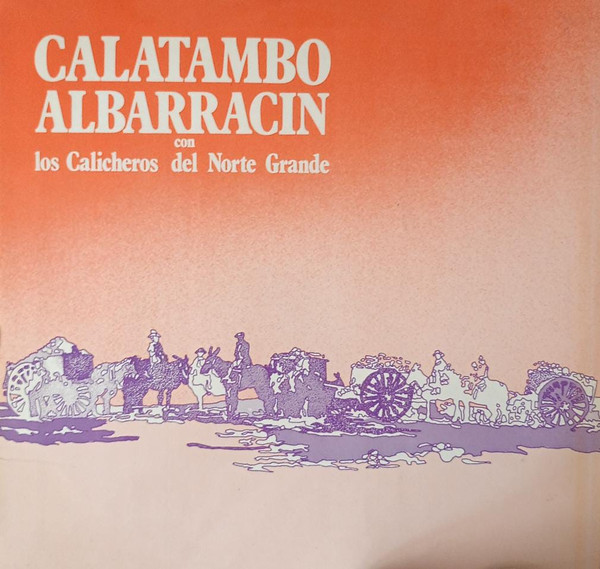 CALATAMBO
ALBARRACIN
con
los Calicheros del Norte Grande